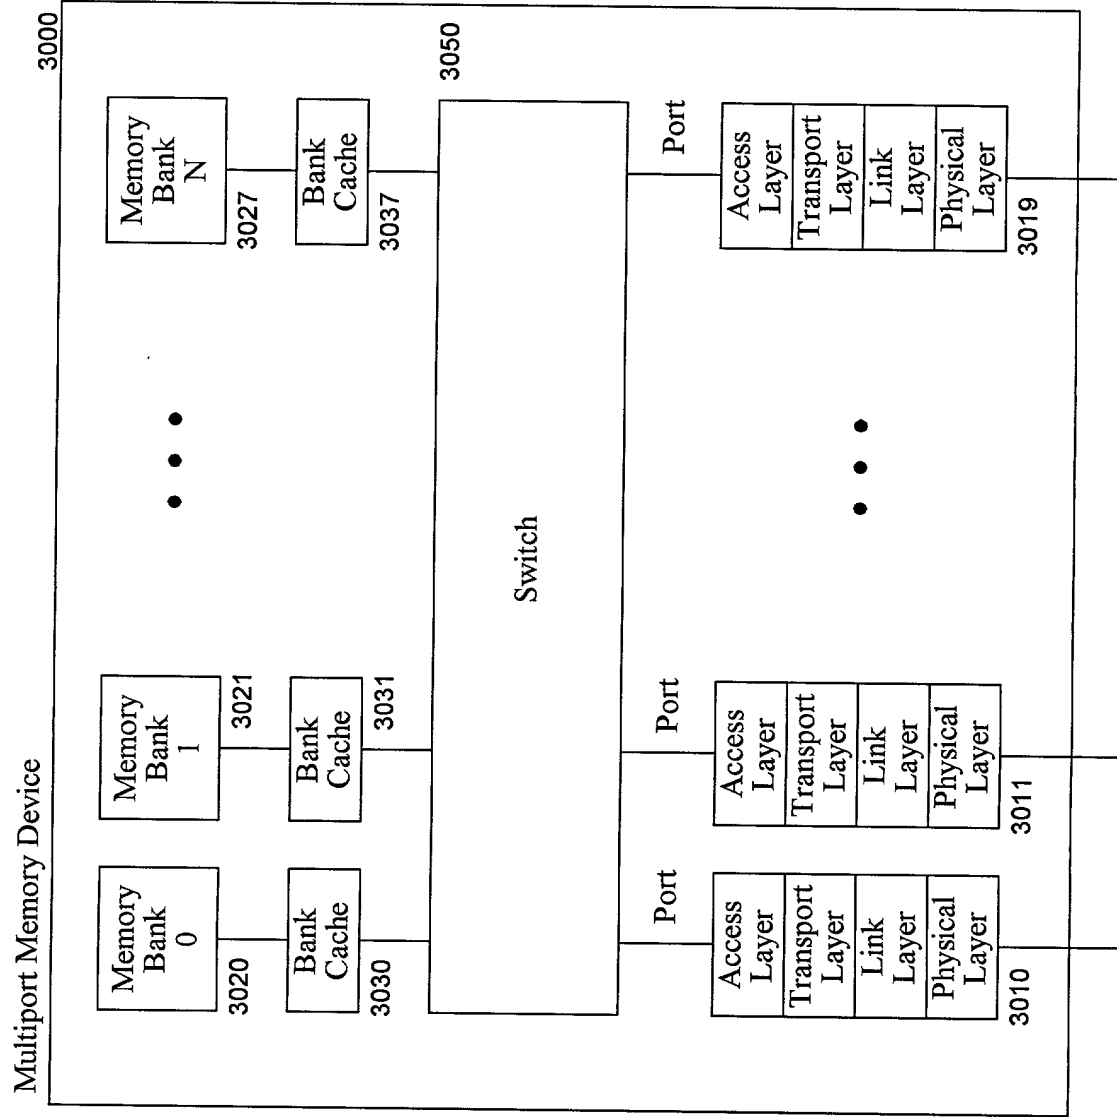 Multiport Memory Device
3000
Memory
Bank
0
3020
Memory
Bank
1
3021
Memory
Bank
N
3027
Bank
Cache
3030
Bank
Cache
3031
Bank
Cache
3037
3050
Switch
Port
Port
Port
Access
Layer
Transport
Layer
Link
Layer
Physical
Layer
3010
Access
Layer
Transport
Layer
Link
Layer
Physical
Layer
3011
Access
Layer
Transport
Layer
Link
Layer
Physical
Layer
3019